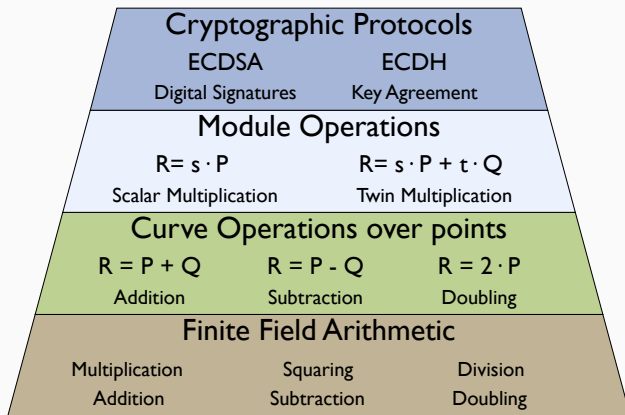 Cryptographic Protocols
ECDSA ECDH
Digital Signatures Key Agreement
Module Operations
R= s · P R= s · P + t · Q
Scalar Multiplication Twin Multiplication
Curve Operations over points
R = P + Q R = P - Q R = 2 · P
Addition Subtraction Doubling
Finite Field Arithmetic
Multiplication Squaring Division
Addition Subtraction Doubling